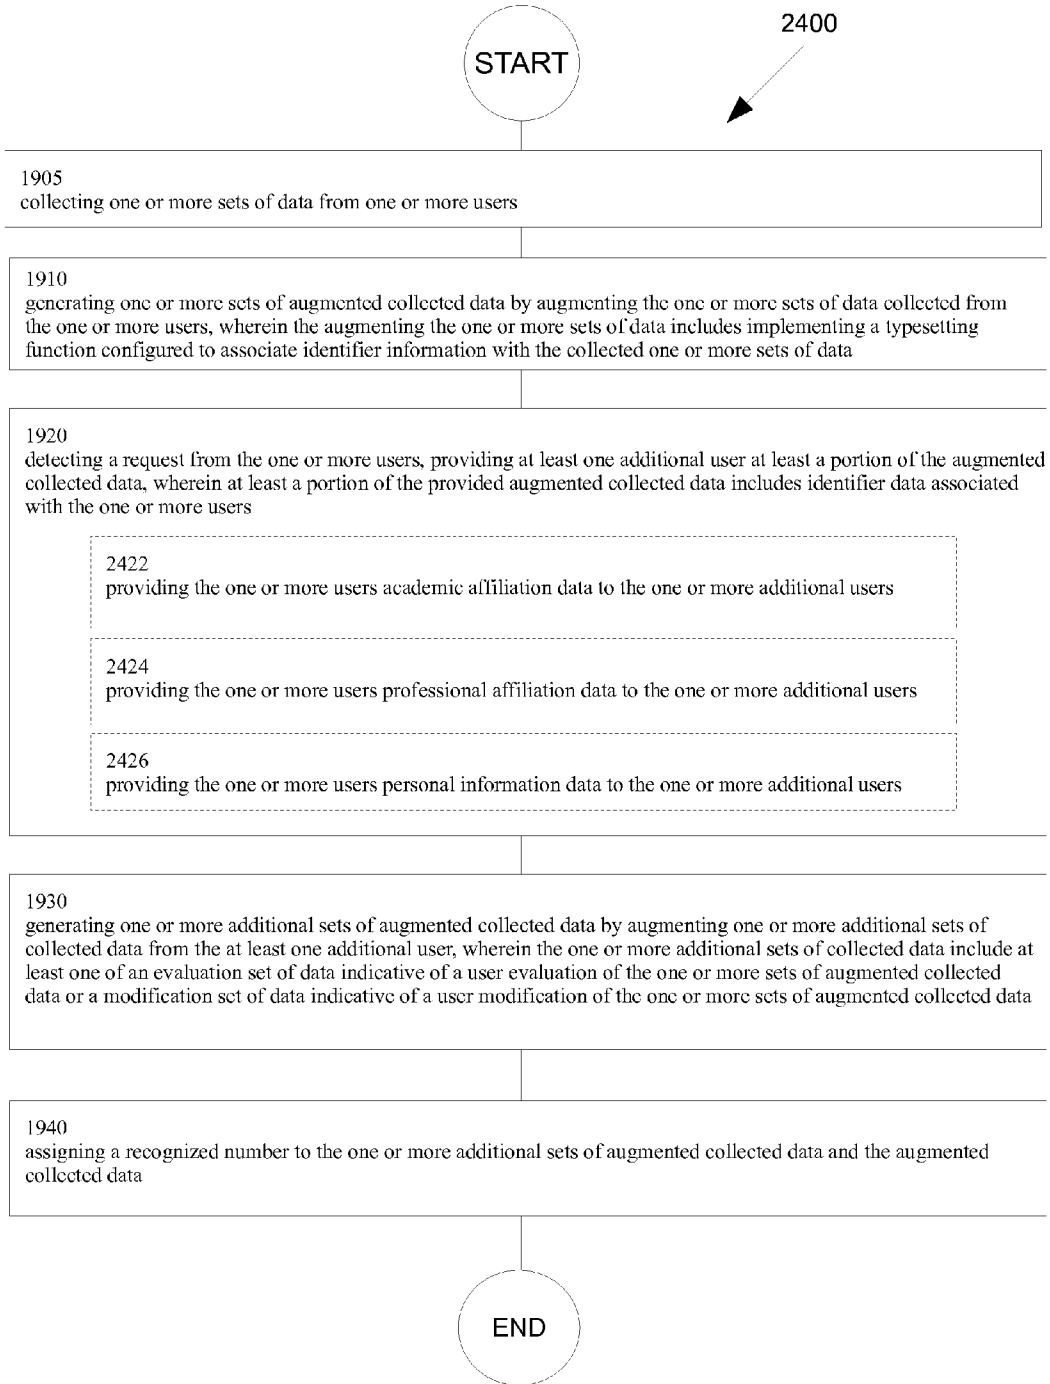 START
2400
1905
collecting one or more sets of data from one or more users
1910
generating one or more sets of augmented collected data by augmenting the one or more sets of data collected from
the one or more users, wherein the augmenting the one or more sets of data includes implementing a typesetting
function configured to associate identifier information with the collected one or more sets of data
1920
detecting a request from the one or more users, providing at least one additional user at least a portion of the augmented
collected data, wherein at least a portion of the provided augmented collected data includes identifier data associated
with the one or more users
2422
providing the one or more users academic affiliation data to the one or more additional users
2424
providing the one or more users professional affiliation data to the one or more additional users
2426
providing the one or more users personal information data to the one or more additional users
1930
generating one or more additional sets of augmented collected data by augmenting one or more additional sets of
collected data from the at least one additional user, wherein the one or more additional sets of collected data include at
least one of an evaluation set of data indicative of a user evaluation of the one or more sets of augmented collected
data or a modification set of data indicative of a user modification of the one or more sets of augmented collected data
1940
assigning a recognized number to the one or more additional sets of augmented collected data and the augmented
collected data
END